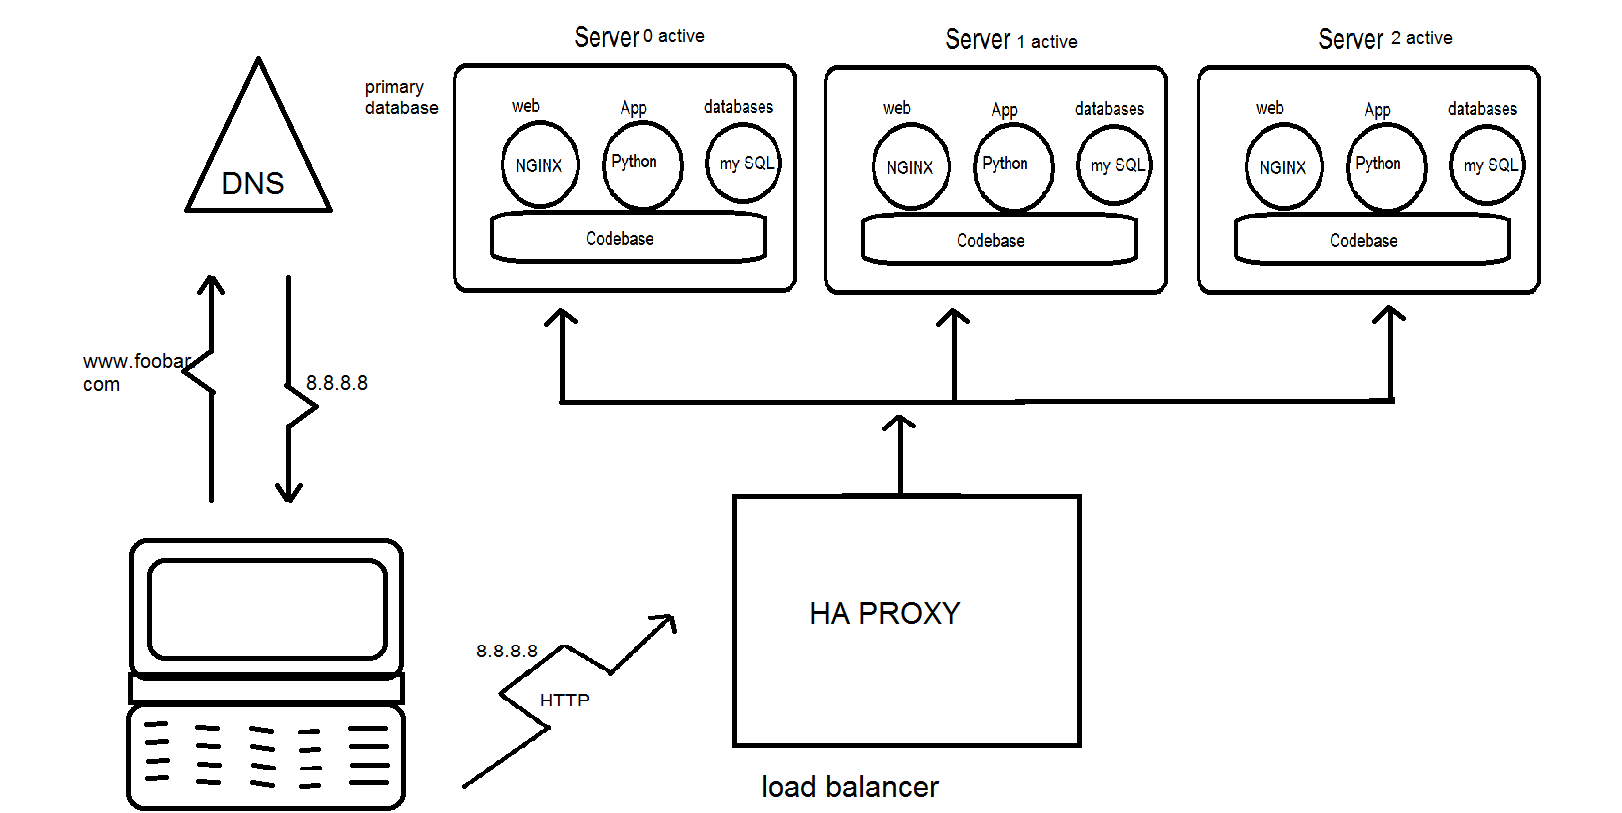 Server 0 active
Server 1 active
Server 2 active
primary
database
web
App
databases
NGINX
Python
my SQL
Codebase
web
App
databases
NGINX
Python
my SQL
Codebase
web
App
databases
NGINX
Python
my SQL
Codebase
DNS
www.foobar.
com
8.8.8.8
8.8.8.8
HTTP
HA PROXY
load balancer